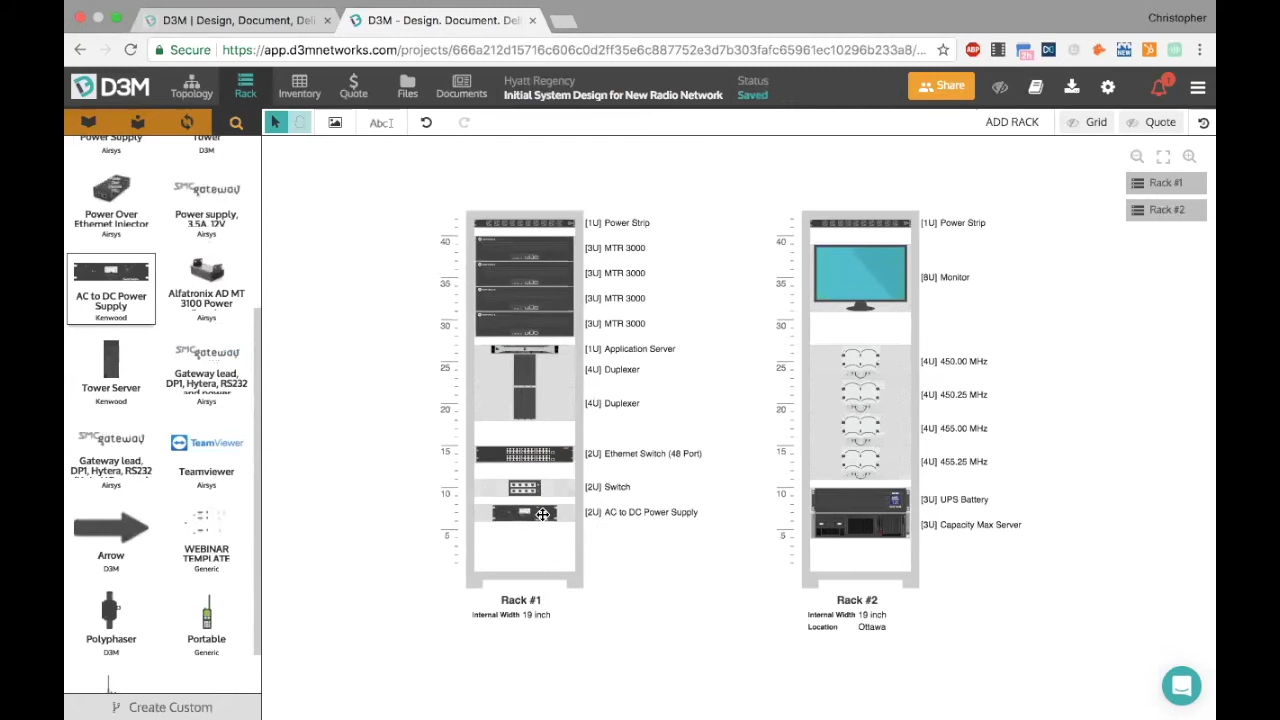 D3M | Design, Document, Deli
D3M - Design. Document. Deli
Christopher
Secure
https://app.d3mnetworks.com/projects/666a212d15716c606c0d2ff35e6c887752e3d7b303fafc65961ec10296b233a8/...
D3M
Topology
Rack
Inventory
Quote
Files
Documents
Hyatt Regency
Initial System Design for New Radio Network
Status
Saved
Share
1
Abc
ADD RACK
Grid
Quote
Power Supply
Airsys
Tower
D3M
Power Over
Ethernet Injector
Airsys
SMCgateway
Power supply,
3.5A, 12V
Airsys
AC to DC Power
Supply
Kenwood
Alfatronix AD MT
3100 Power
Airsys
Tower Server
Kenwood
SMCgateway
Gateway lead,
DP1, Hytera, RS232
and power
Airsys
SMCgateway
Gateway lead,
DP1, Hytera, RS232
Airsys
TeamViewer
Teamviewer
Airsys
Arrow
D3M
WEBINAR
TEMPLATE
Generic
Polyphaser
D3M
Portable
Generic
Create Custom
Rack #1
Rack #2
40
35
30
25
20
15
10
5
[1U] Power Strip
[3U] MTR 3000
[3U] MTR 3000
[3U] MTR 3000
[3U] MTR 3000
[1U] Application Server
[4U] Duplexer
[4U] Duplexer
[2U] Ethernet Switch (48 Port)
[2U] Switch
[2U] AC to DC Power Supply
Rack #1
Internal Width 19 inch
40
35
30
25
20
15
10
5
[1U] Power Strip
[8U] Monitor
[4U] 450.00 MHz
[4U] 450.25 MHz
[4U] 455.00 MHz
[4U] 455.25 MHz
[3U] UPS Battery
[3U] Capacity Max Server
Rack #2
Internal Width 19 inch
Location Ottawa